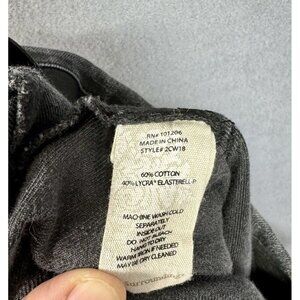 RN# 101206
MADE IN CHINA
STYLE# 2CW18
60% COTTON
40% LYCRA® ELASTERELL-P
MACHINE WASH COLD
SEPARATELY
INSIDE OUT
DO NOT BLEACH
HANG TO DRY
WARM IRON IF NEEDED
MAY BE DRY CLEANED